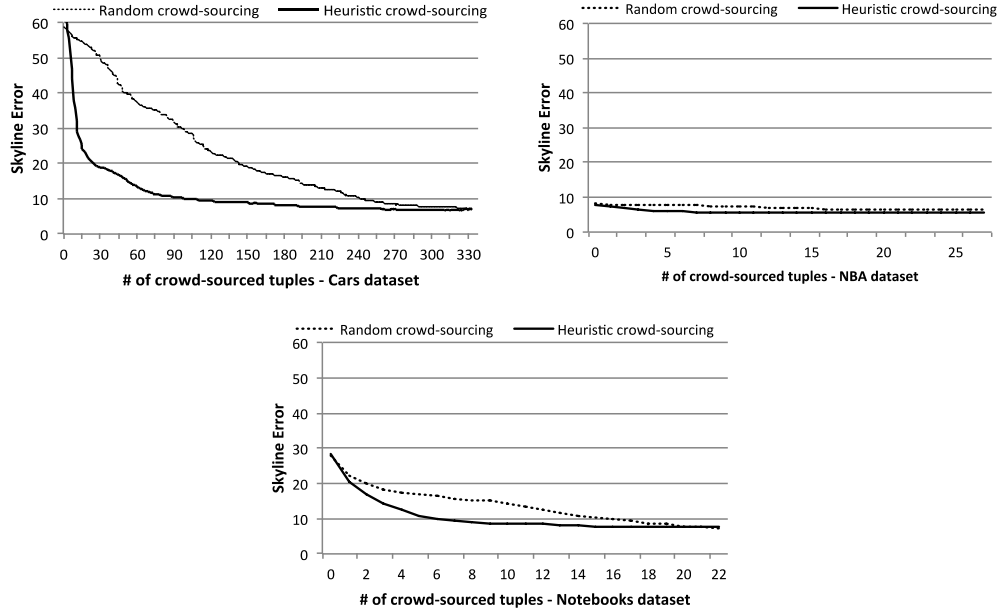 Random crowd-sourcing Heuristic crowd-sourcing
60
50
40
30
20
10
0
Skyline Error
0 30 60 90 120 150 180 210 240 270 300 330
# of crowd-sourced tuples - Cars dataset
Random crowd-sourcing Heuristic crowd-sourcing
60
50
40
30
20
10
0
Skyline Error
0 5 10 15 20 25
# of crowd-sourced tuples - NBA dataset
Random crowd-sourcing Heuristic crowd-sourcing
60
50
40
30
20
10
0
Skyline Error
0 2 4 6 8 10 12 14 16 18 20 22
# of crowd-sourced tuples - Notebooks dataset